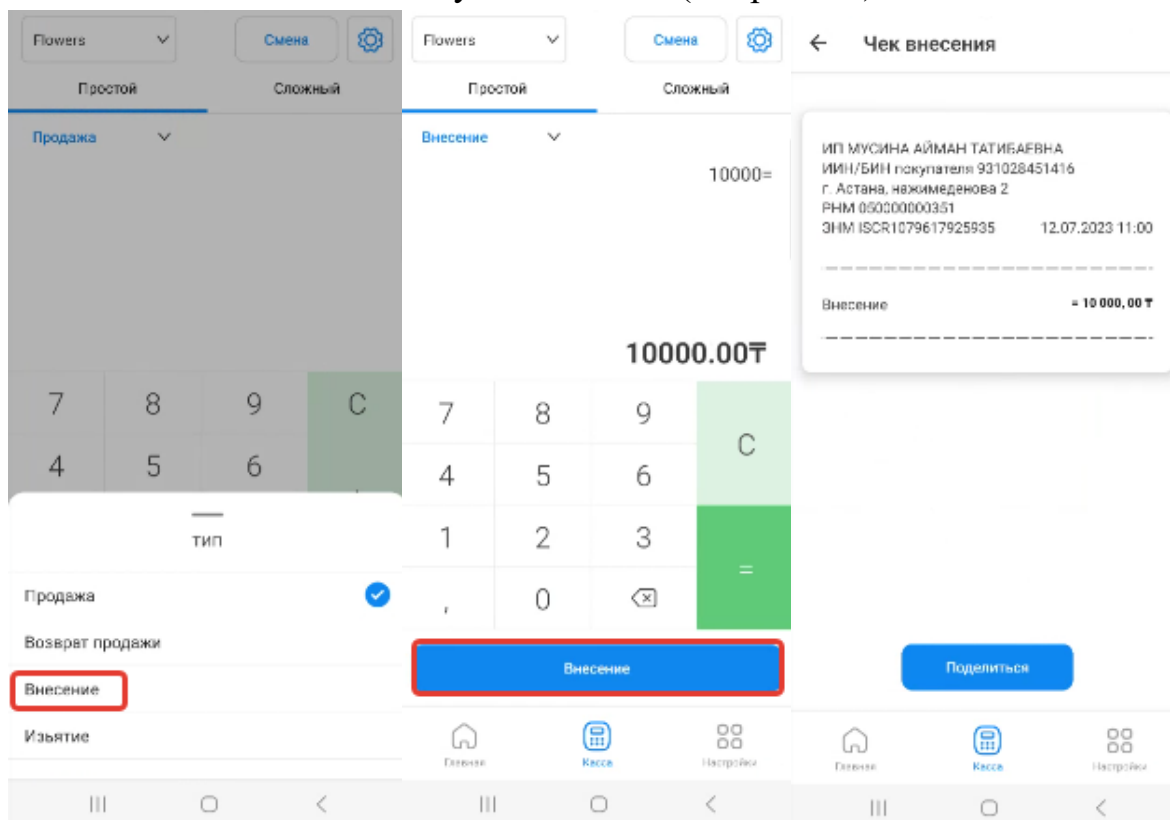 Flowers
Смена
Простой
Сложный
Продажа
7
8
9
C
4
5
6
тип
Продажа
Возврат продажи
Внесение
Изъятие
Flowers
Смена
Простой
Сложный
Внесение
10000=
10000.00₸
7
8
9
C
4
5
6
1
2
3
=
,
0
Внесение
Главная
Касса
Настройки
Чек внесения
ИП МУСИНА АЙМАН ТАТИБАЕВНА
ИИН/БИН покупателя 931028451416
г. Астана, нажимеденова 2
РНМ 050000000351
ЗНМ ISCR1079617925935 12.07.2023 11:00
Внесение = 10 000, 00 ₸
Поделиться
Главная
Касса
Настройки